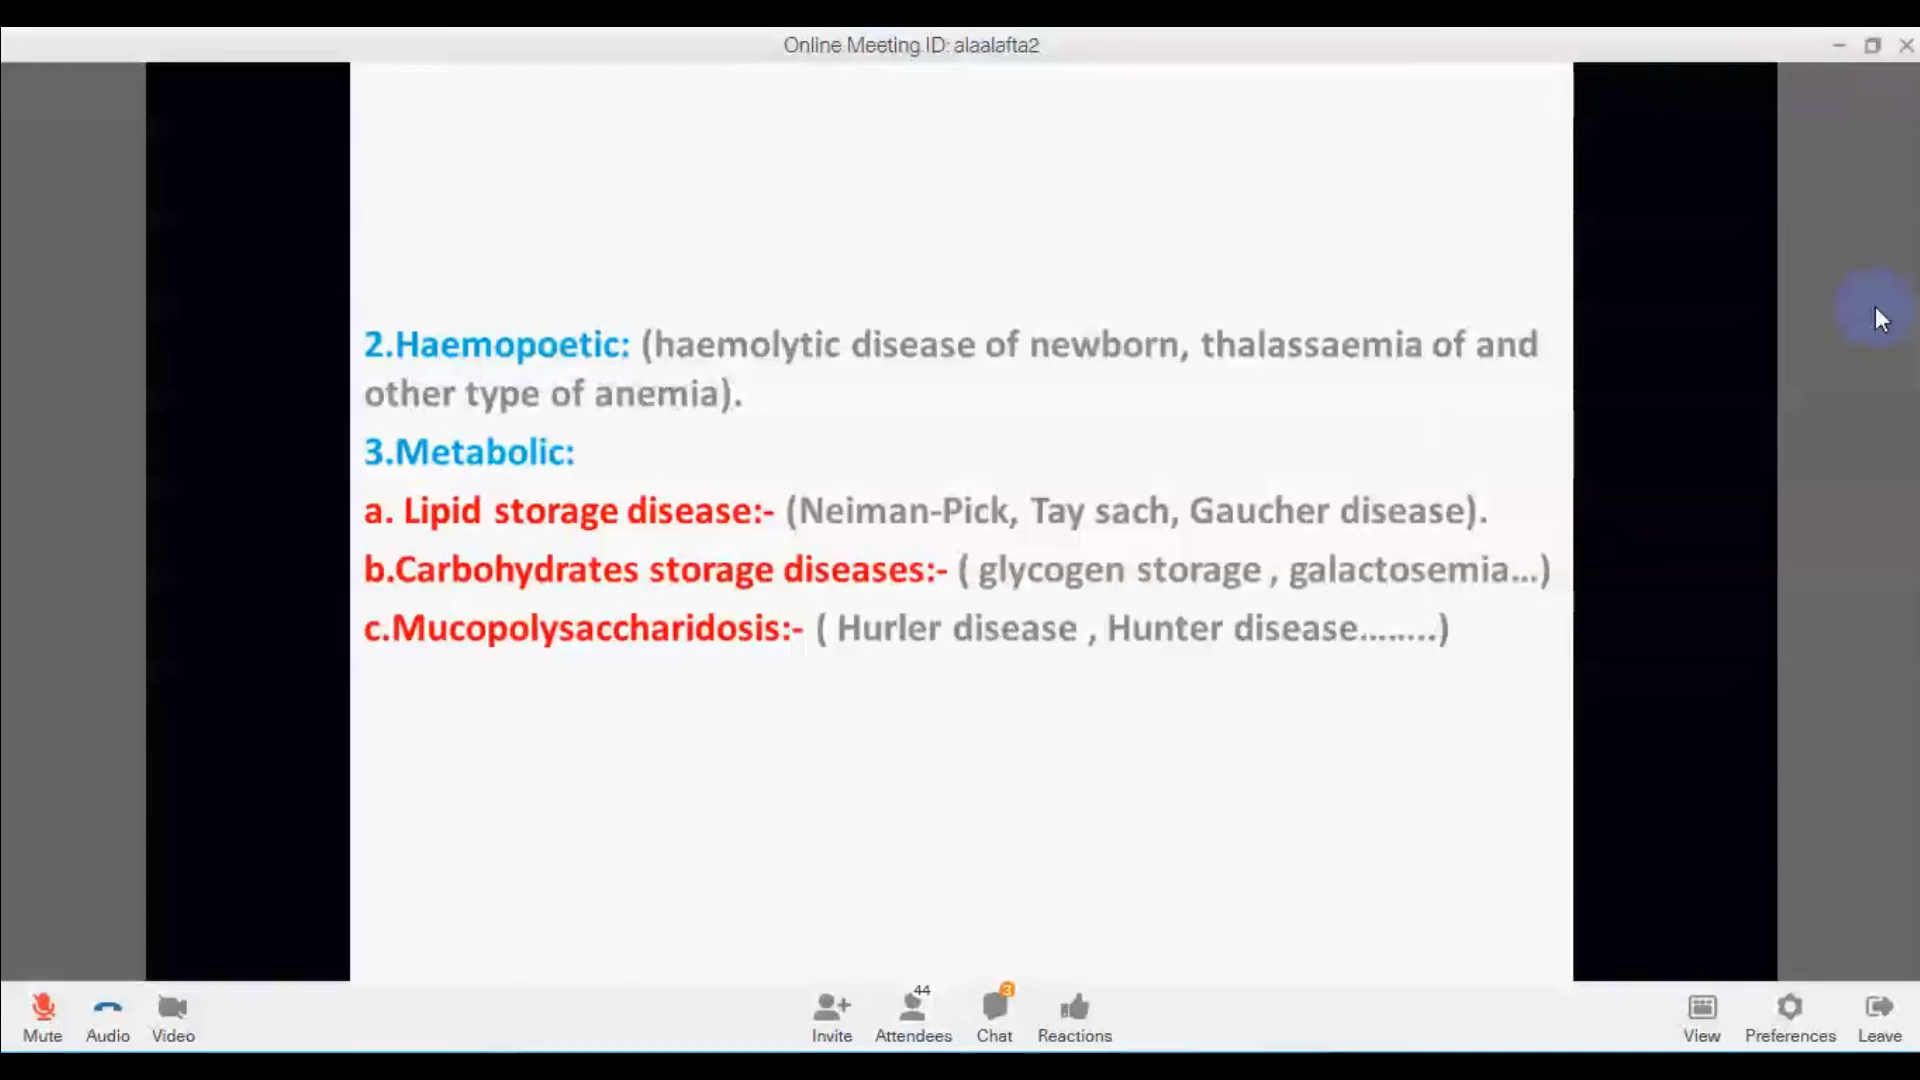 Online Meeting ID: alaalafta2
2.Haemopoetic: (haemolytic disease of newborn, thalassaemia of and
other type of anemia).
3.Metabolic:
a. Lipid storage disease:- (Neiman-Pick, Tay sach, Gaucher disease).
b.Carbohydrates storage diseases:- ( glycogen storage , galactosemia...)
c.Mucopolysaccharidosis:- ( Hurler disease , Hunter disease........)
44
3
Mute Audio Video Invite Attendees Chat Reactions View Preferences Leave